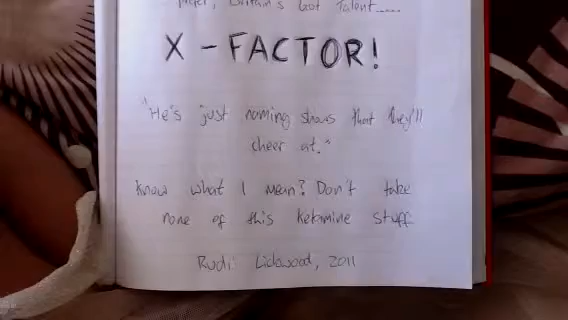 Britain's Got Talent.....
X - FACTOR!
"He's just naming shows that they'll
cheer at."
Know what I mean? Don't take
none of this ketamine stuff
Rudi Lickwood, 2011